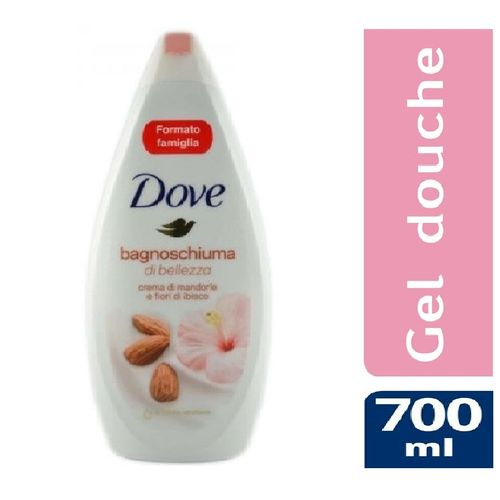 Formato
famiglia
Dove
bagnoschiuma
di bellezza
crema di mandorle
e fiori di ibisco
Gel douche
700
ml